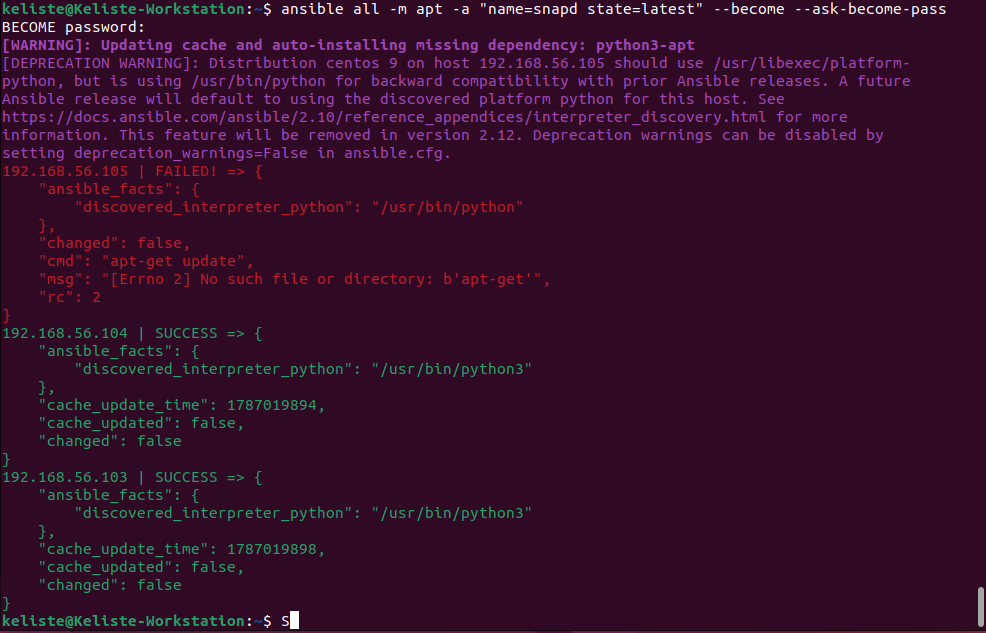 keliste@Keliste-Workstation:~$ ansible all -m apt -a "name=snapd state=latest" --become --ask-become-pass
BECOME password:
[WARNING]: Updating cache and auto-installing missing dependency: python3-apt
[DEPRECATION WARNING]: Distribution centos 9 on host 192.168.56.105 should use /usr/libexec/platform-
python, but is using /usr/bin/python for backward compatibility with prior Ansible releases. A future
Ansible release will default to using the discovered platform python for this host. See
https://docs.ansible.com/ansible/2.10/reference_appendices/interpreter_discovery.html for more
information. This feature will be removed in version 2.12. Deprecation warnings can be disabled by
setting deprecation_warnings=False in ansible.cfg.
192.168.56.105 | FAILED! => {
    "ansible_facts": {
        "discovered_interpreter_python": "/usr/bin/python"
    },
    "changed": false,
    "cmd": "apt-get update",
    "msg": "[Errno 2] No such file or directory: b'apt-get'",
    "rc": 2
}
192.168.56.104 | SUCCESS => {
    "ansible_facts": {
        "discovered_interpreter_python": "/usr/bin/python3"
    },
    "cache_update_time": 1787019894,
    "cache_updated": false,
    "changed": false
}
192.168.56.103 | SUCCESS => {
    "ansible_facts": {
        "discovered_interpreter_python": "/usr/bin/python3"
    },
    "cache_update_time": 1787019898,
    "cache_updated": false,
    "changed": false
}
keliste@Keliste-Workstation:~$ S